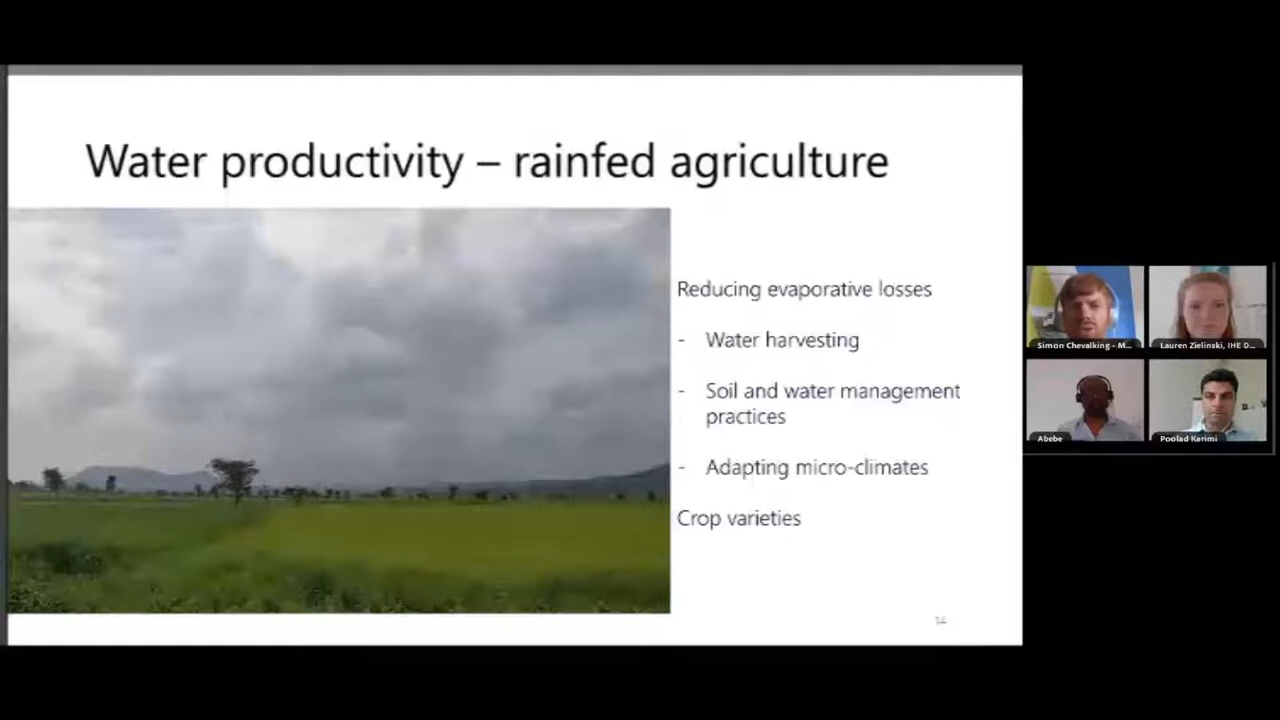 Water productivity – rainfed agriculture
Reducing evaporative losses
- Water harvesting
- Soil and water management
practices
- Adapting micro-climates
Crop varieties
14
Simon Chevalking - M...
Lauren Zielinski, IHE D...
Abebe
Poolad Karimi